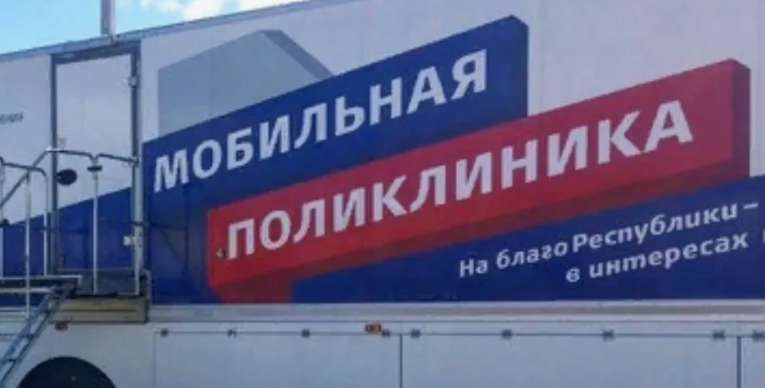 МОБИЛЬНАЯ
ПОЛИКЛИНИКА
На благо Республики –
в интересах